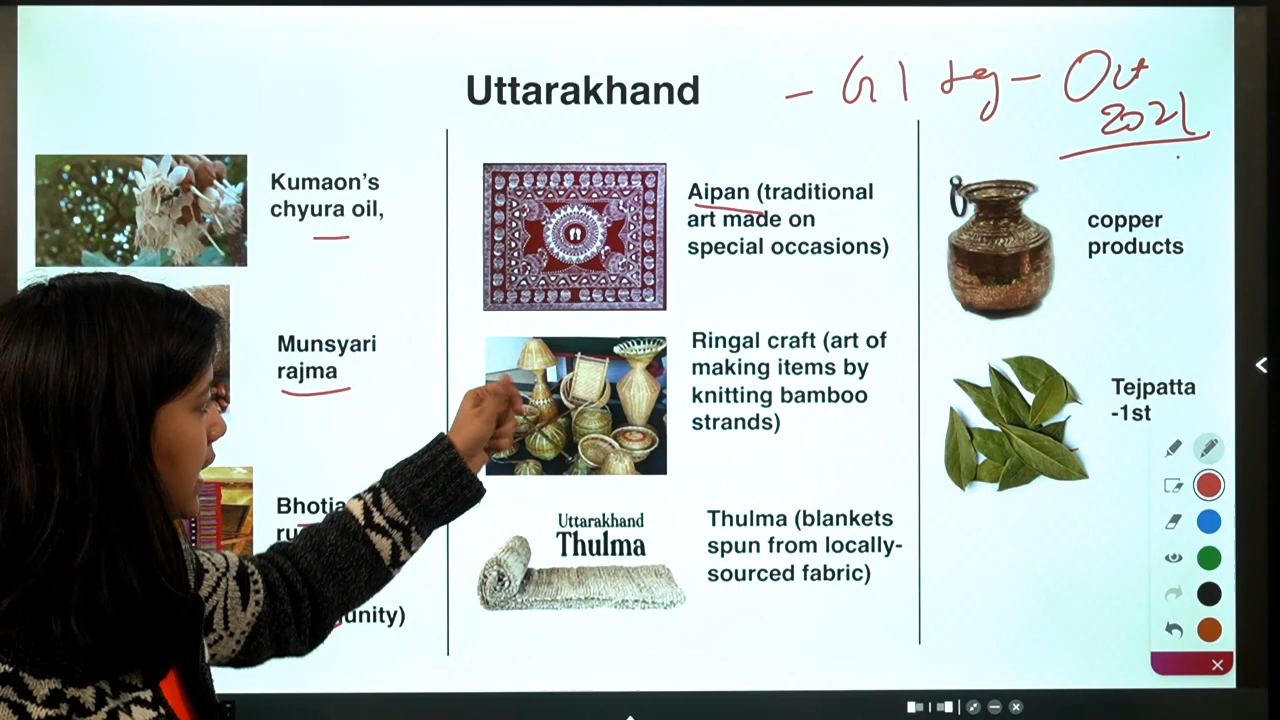 Uttarakhand
- GI tag - Oct
2021
Kumaon's
chyura oil,
Munsyari
rajma
Bhotia
Aipan (traditional
art made on
special occasions)
Ringal craft (art of
making items by
knitting bamboo
strands)
Uttarakhand
Thulma
Thulma (blankets
spun from locally-
sourced fabric)
copper
products
Tejpatta
-1st